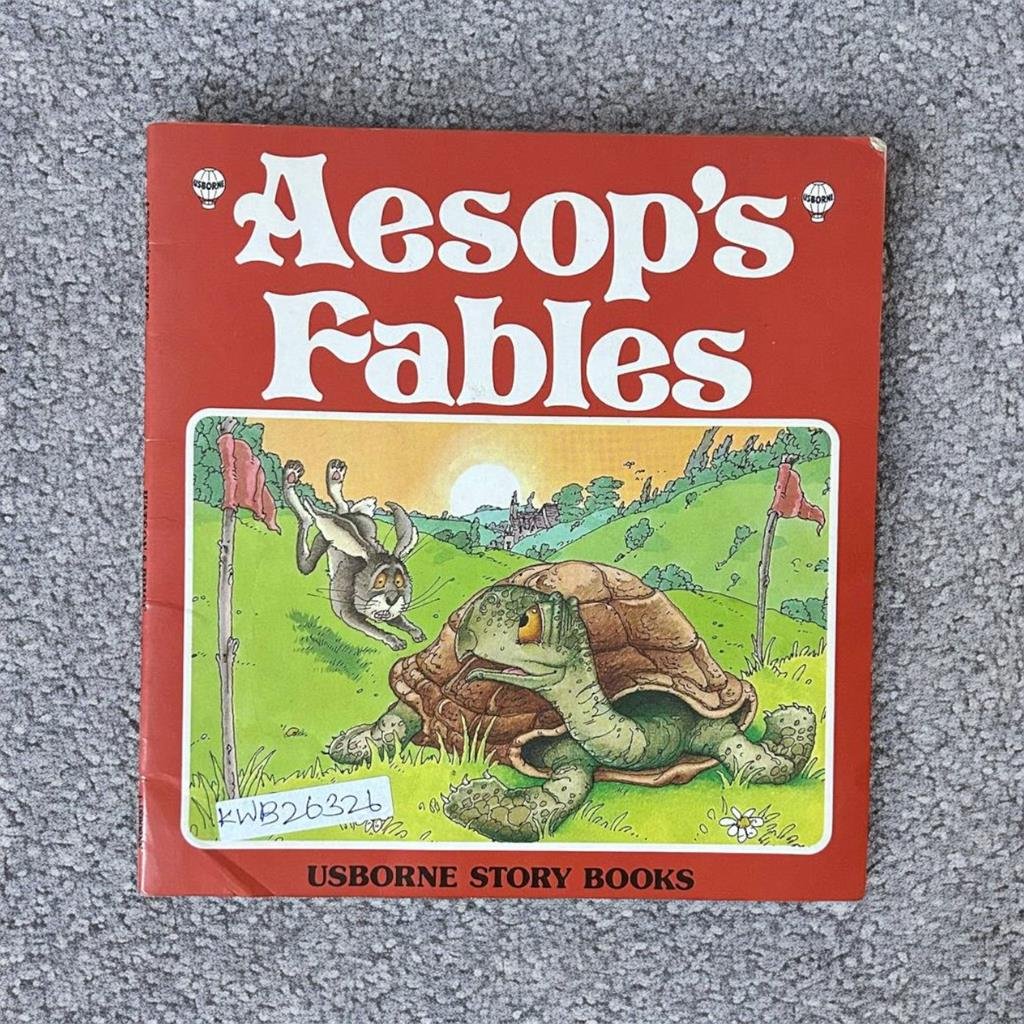 USBORNE
Aesop's
USBORNE
Fables
KWB26326
USBORNE STORY BOOKS